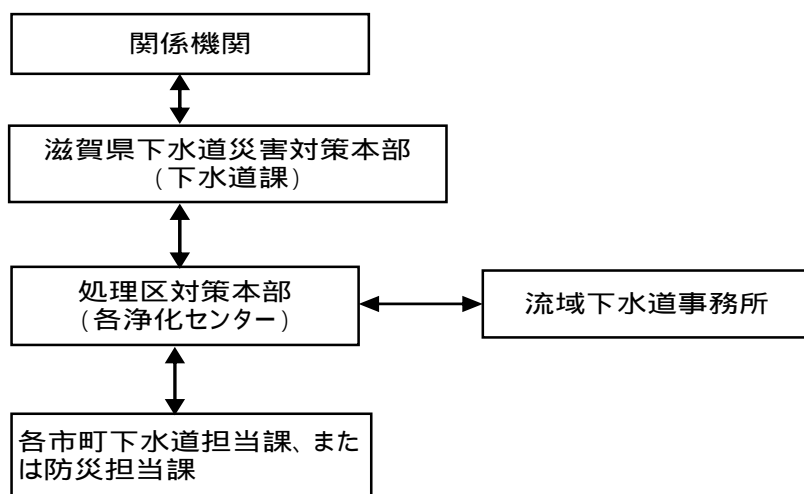 関係機関
滋賀県下水道災害対策本部
（下水道課）
処理区対策本部
（各浄化センター）
流域下水道事務所
各市町下水道担当課、また
は防災担当課